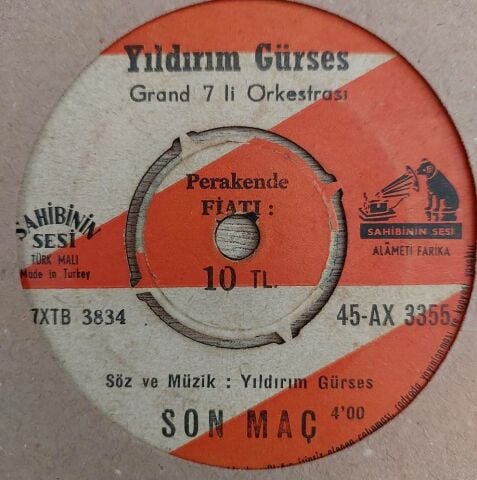 Yıldırım Gürses
Grand 7 li Orkestrası
Perakende
FİATI :
10 TL.
SAHİBİNİN
SESİ
TÜRK MALI
Made in Turkey
SAHİBİNİN SESİ
ALÂMETİ FARİKA
7XTB 3834
45-AX 3355
Söz ve Müzik : Yıldırım Gürses
SON MAÇ 4'00